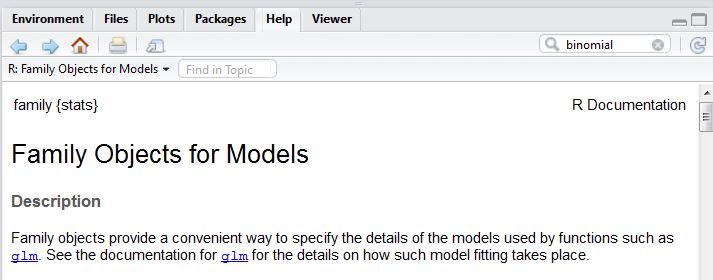 Environment Files Plots Packages Help Viewer
binomial
R: Family Objects for Models Find in Topic
family {stats} R Documentation
Family Objects for Models
Description
Family objects provide a convenient way to specify the details of the models used by functions such as
glm. See the documentation for glm for the details on how such model fitting takes place.